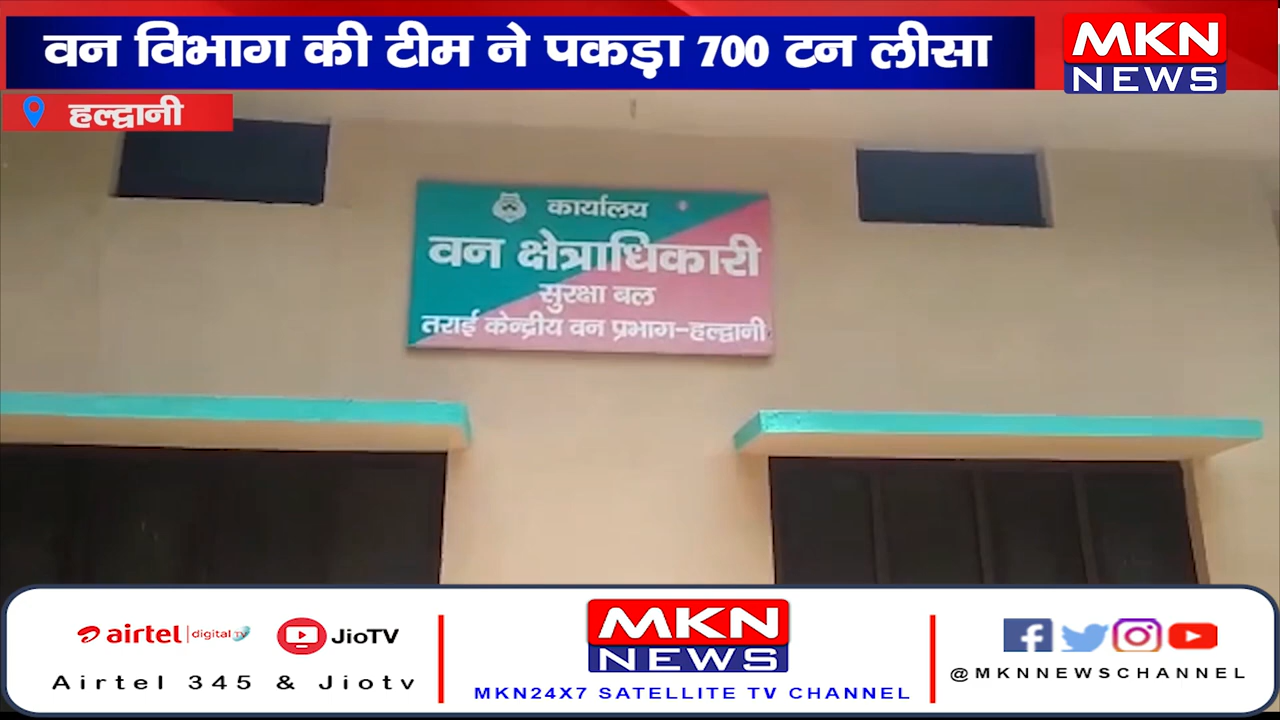 वन विभाग की टीम ने पकड़ा 700 टन लीसा
MKN
NEWS
हल्द्वानी
कार्यालय
वन क्षेत्राधिकारी
सुरक्षा बल
तराई केन्द्रीय वन प्रभाग-हल्द्वानी
airtel digital TV
JioTV
Airtel 345 & Jiotv
MKN
NEWS
MKN24X7 SATELLITE TV CHANNEL
@MKNNEWSCHANNEL